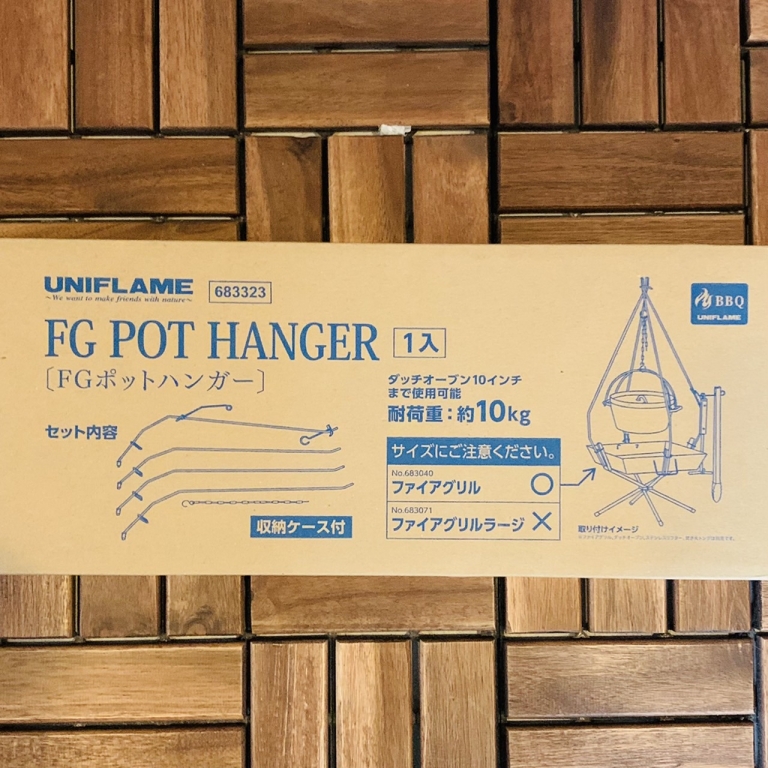 UNIFLAME
~We want to make friends with nature~
683323
FG POT HANGER
1入
〔FGポットハンガー〕
セット内容
収納ケース付
ダッチオーブン10インチ
まで使用可能
耐荷重：約10kg
サイズにご注意ください。
No.683040
ファイアグリル ○
No.683071
ファイアグリルラージ ×
BBQ
UNIFLAME
取り付けイメージ